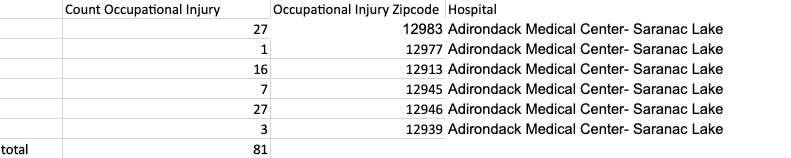 Count Occupational Injury Occupational Injury Zipcode Hospital
27 12983 Adirondack Medical Center- Saranac Lake
1 12977 Adirondack Medical Center- Saranac Lake
16 12913 Adirondack Medical Center- Saranac Lake
7 12945 Adirondack Medical Center- Saranac Lake
27 12946 Adirondack Medical Center- Saranac Lake
3 12939 Adirondack Medical Center- Saranac Lake
total 81